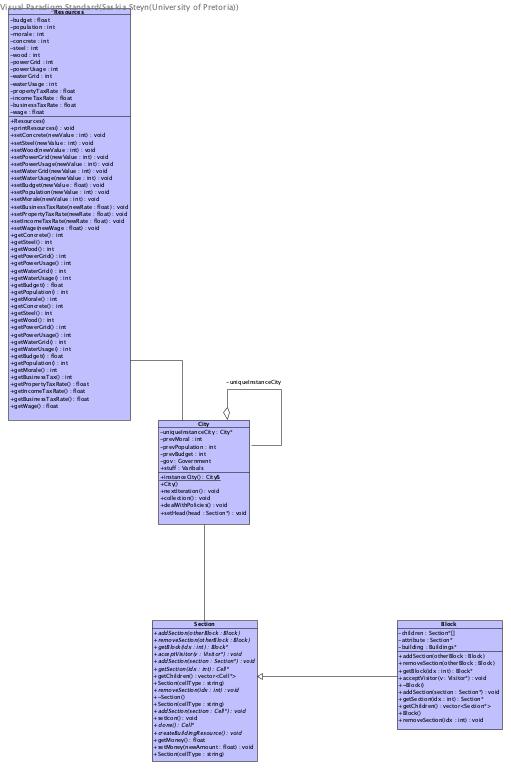 Visual Paradigm Standard(Saskia Steyn(University of Pretoria))
Resources
-budget : float
-population : int
-morale : int
-concrete : int
-steel : int
-wood : int
-powerGrid : int
-powerUsage : int
-waterGrid : int
-waterUsage : int
-propertyTaxRate : float
-incomeTaxRate : float
-businessTaxRate : float
-wage : float
+Resources()
+printResources() : void
+setConcrete(newValue : int) : void
+setSteel(newValue : int) : void
+setWood(newValue : int) : void
+setPowerGrid(newValue : int) : void
+setPowerUsage(newValue : int) : void
+setWaterGrid(newValue : int) : void
+setWaterUsage(newValue : int) : void
+setBudget(newValue : float) : void
+setPopulation(newValue : int) : void
+setMorale(newValue : int) : void
+setBusinessTaxRate(newRate : float) : void
+setPropertyTaxRate(newRate : float) : void
+setIncomeTaxRate(newRate : float) : void
+setWage(newWage : float) : void
+getConcrete() : int
+getSteel() : int
+getWood() : int
+getPowerGrid() : int
+getPowerUsage() : int
+getWaterGrid() : int
+getWaterUsage() : int
+getBudget() : float
+getPopulation() : int
+getMorale() : int
+getConcrete() : int
+getSteel() : int
+getWood() : int
+getPowerGrid() : int
+getPowerUsage() : int
+getWaterGrid() : int
+getWaterUsage() : int
+getBudget() : float
+getPopulation() : int
+getMorale() : int
+getBusinessTax() : int
+getPropertyTaxRate() : float
+getIncomeTaxRate() : float
+getBusinessTaxRate() : float
+getWage() : float
-uniqueInstanceCity
City
-uniqueInstanceCity : City*
-prevMoral : int
-prevPopulation : int
-prevBudget : int
-gov : Government
+stuff : Varibals
+instanceCity() : City&
+City()
+nextIteration() : void
+collection() : void
+dealWithPolicies() : void
+setHead(head : Section*) : void
Section
+addSection(otherBlock : Block)
+removeSection(otherBlock : Block)
+getBlock(idx : int) : Block*
+acceptVisitor(v : Visitor*) : void
+addSection(section : Section*) : void
+getSection(idx : int) : Cell*
+getChildren() : vector<Cell*>
+Section(cellType : string)
+removeSection(idx : int) : void
+~Section()
+Section(cellType : string)
+addSection(section : Cell*) : void
+setIcon() : void
+clone() : Cell*
+createBuildingResource() : void
+getMoney() : float
+setMoney(newAmount : float) : void
+Section(cellType : string)
Block
-children : Section*[]
-attribute : Section*
-building : Buildings*
+addSection(otherBlock : Block)
+removeSection(otherBlock : Block)
+getBlock(idx : int) : Block*
+acceptVisitor(v : Visitor*) : void
+~Block()
+addSection(section : Section*) : void
+getSection(idx : int) : Section*
+getChildren() : vector<Section*>
+Block()
+removeSection(idx : int) : void